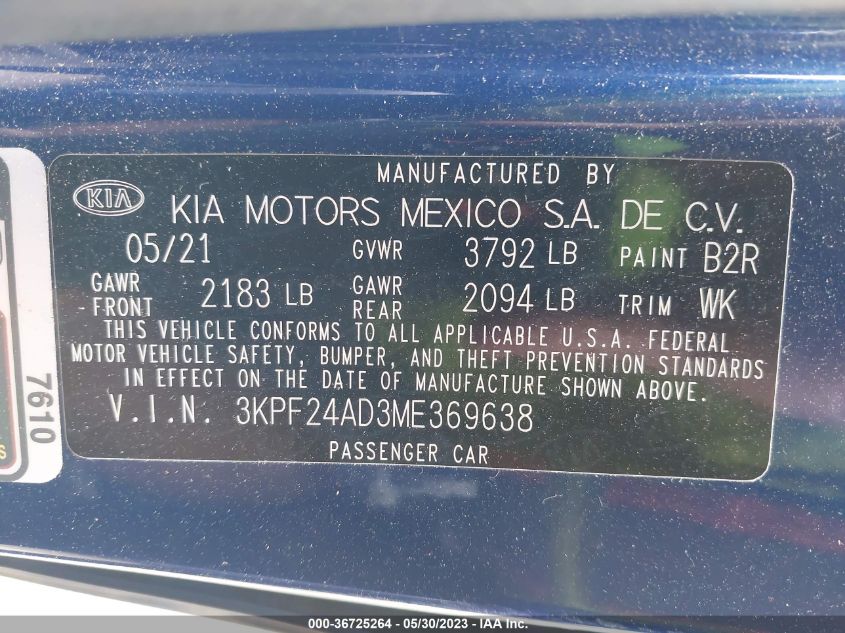 MANUFACTURED BY
KIA KIA MOTORS MEXICO S.A. DE C.V.
05/21 GVWR 3792 LB PAINT B2R
GAWR FRONT 2183 LB GAWR REAR 2094 LB TRIM WK
THIS VEHICLE CONFORMS TO ALL APPLICABLE U.S.A. FEDERAL
MOTOR VEHICLE SAFETY, BUMPER, AND THEFT PREVENTION STANDARDS
IN EFFECT ON THE DATE OF MANUFACTURE SHOWN ABOVE.
V.I.N. 3KPF24AD3ME369638
PASSENGER CAR
7610
000-36725264 - 05/30/2023 - IAA Inc.